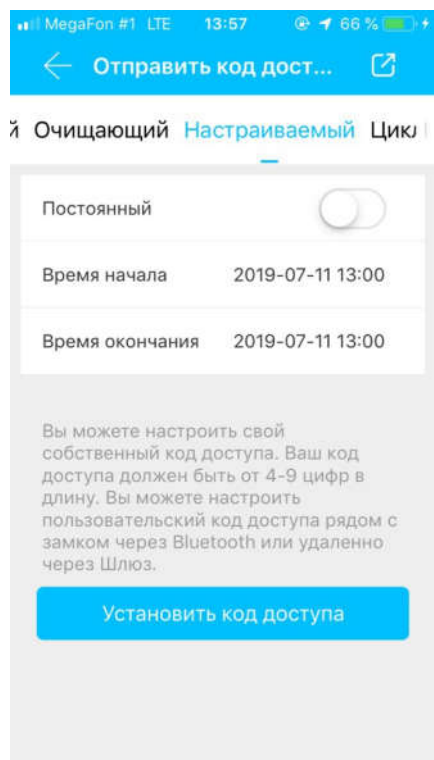 MegaFon #1 LTE 13:57 66 %
Отправить код дост...
й Очищающий Настраиваемый Цикл
Постоянный
Время начала 2019-07-11 13:00
Время окончания 2019-07-11 13:00
Вы можете настроить свой
собственный код доступа. Ваш код
доступа должен быть от 4-9 цифр в
длину. Вы можете настроить
пользовательский код доступа рядом с
замком через Bluetooth или удаленно
через Шлюз.
Установить код доступа